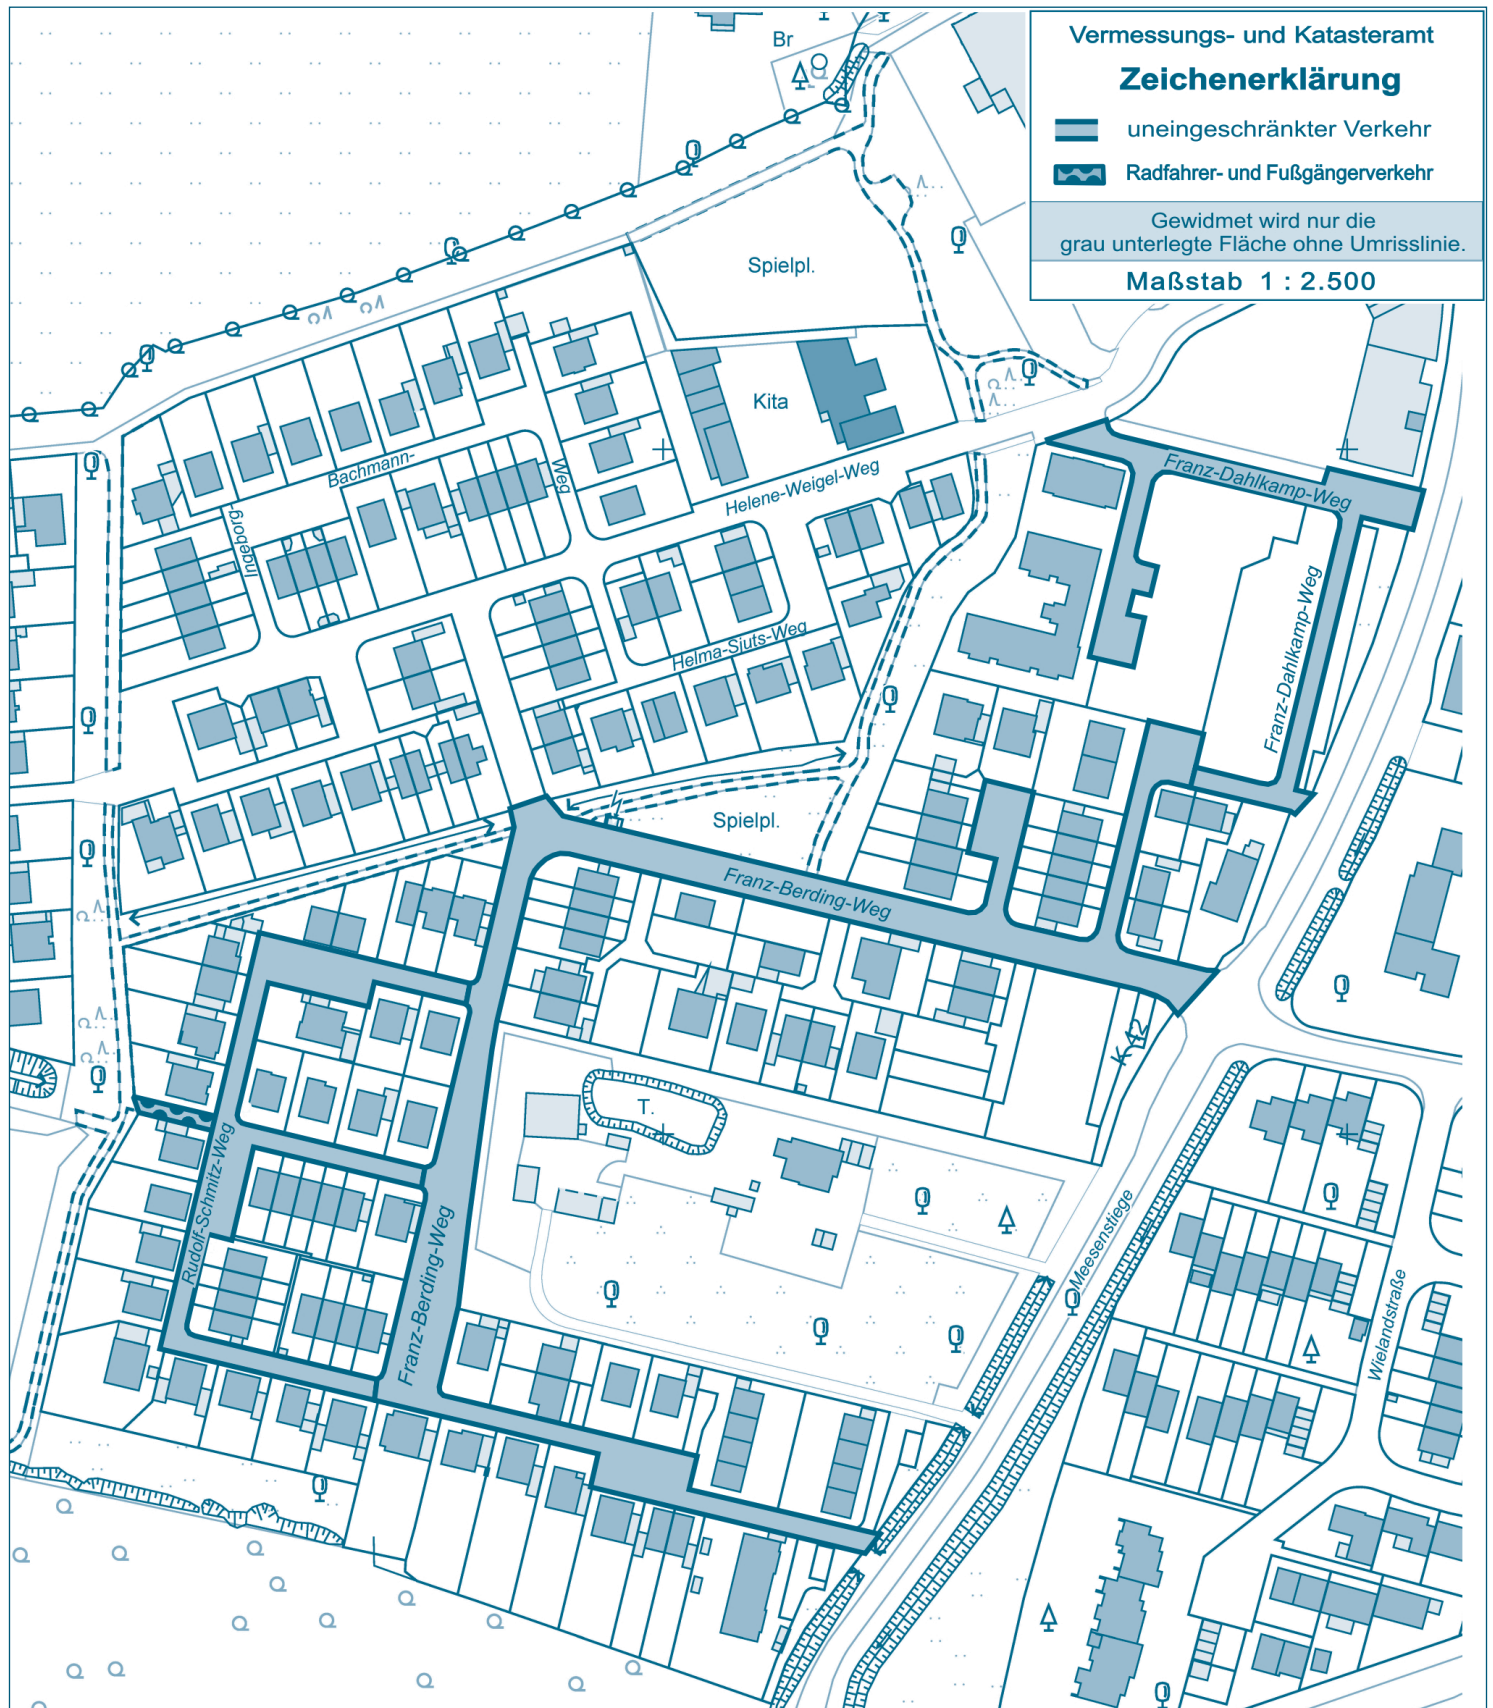 Vermessungs- und Katasteramt
Zeichenerklärung
uneingeschränkter Verkehr
Radfahrer- und Fußgängerverkehr
Gewidmet wird nur die
grau unterlegte Fläche ohne Umrisslinie.
Maßstab 1 : 2.500
Br
Spielpl.
Kita
Bachmann-
Weg
Ingeborg-
Helene-Weigel-Weg
Franz-Dahlkamp-Weg
Franz-Dahlkamp-Weg
Helma-Sjuts-Weg
Spielpl.
Franz-Berding-Weg
K 42
T.
Rudolf-Schmitz-Weg
Franz-Berding-Weg
Meesenstiege
Wielandstraße